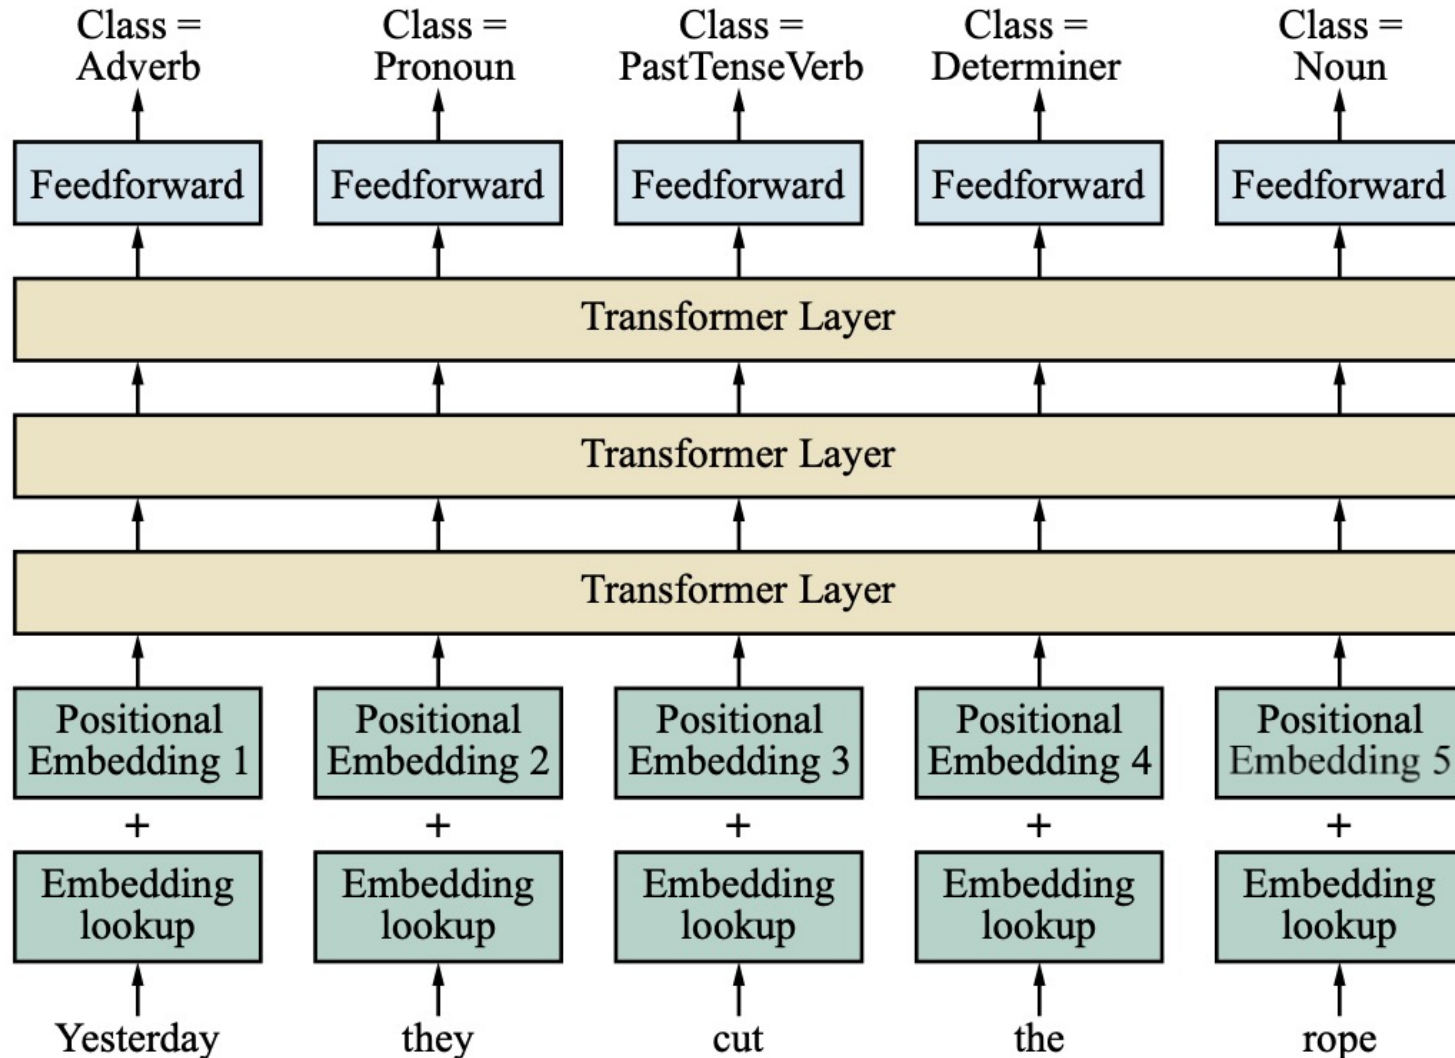 Class = Class = Class = Class = Class =
Adverb Pronoun PastTenseVerb Determiner Noun
Feedforward Feedforward Feedforward Feedforward Feedforward
Transformer Layer
Transformer Layer
Transformer Layer
Positional Positional Positional Positional Positional
Embedding 1 Embedding 2 Embedding 3 Embedding 4 Embedding 5
+ + + + +
Embedding Embedding Embedding Embedding Embedding
lookup lookup lookup lookup lookup
Yesterday they cut the rope